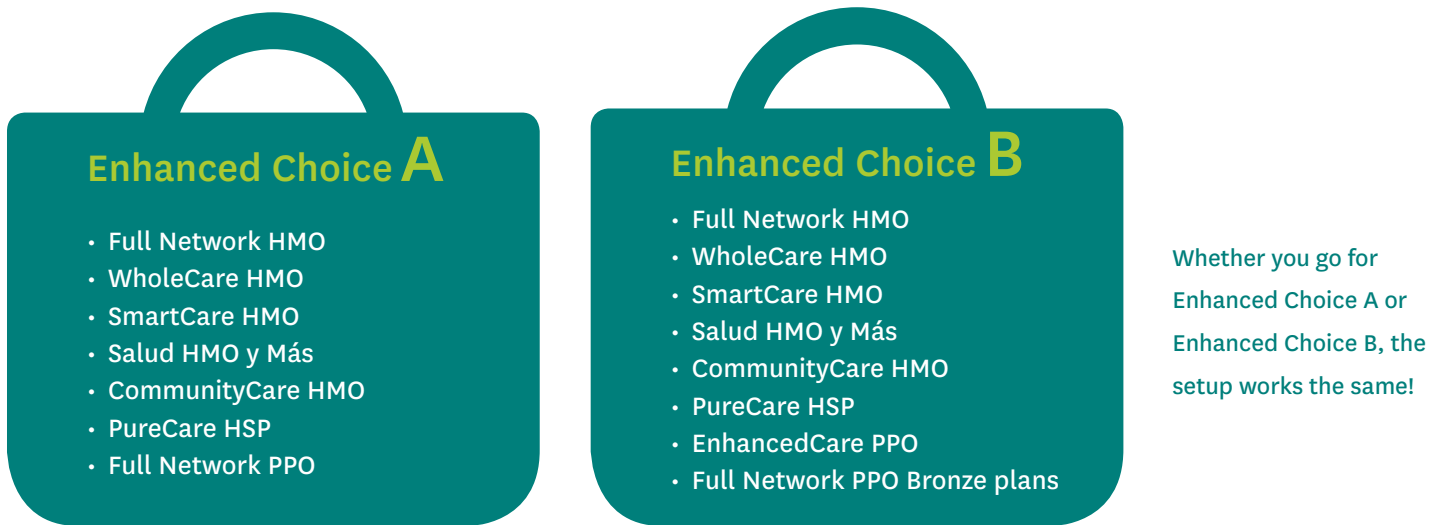 Enhanced Choice A
• Full Network HMO
• WholeCare HMO
• SmartCare HMO
• Salud HMO y Más
• CommunityCare HMO
• PureCare HSP
• Full Network PPO
Enhanced Choice B
• Full Network HMO
• WholeCare HMO
• SmartCare HMO
• Salud HMO y Más
• CommunityCare HMO
• PureCare HSP
• EnhancedCare PPO
• Full Network PPO Bronze plans
Whether you go for
Enhanced Choice A or
Enhanced Choice B, the
setup works the same!